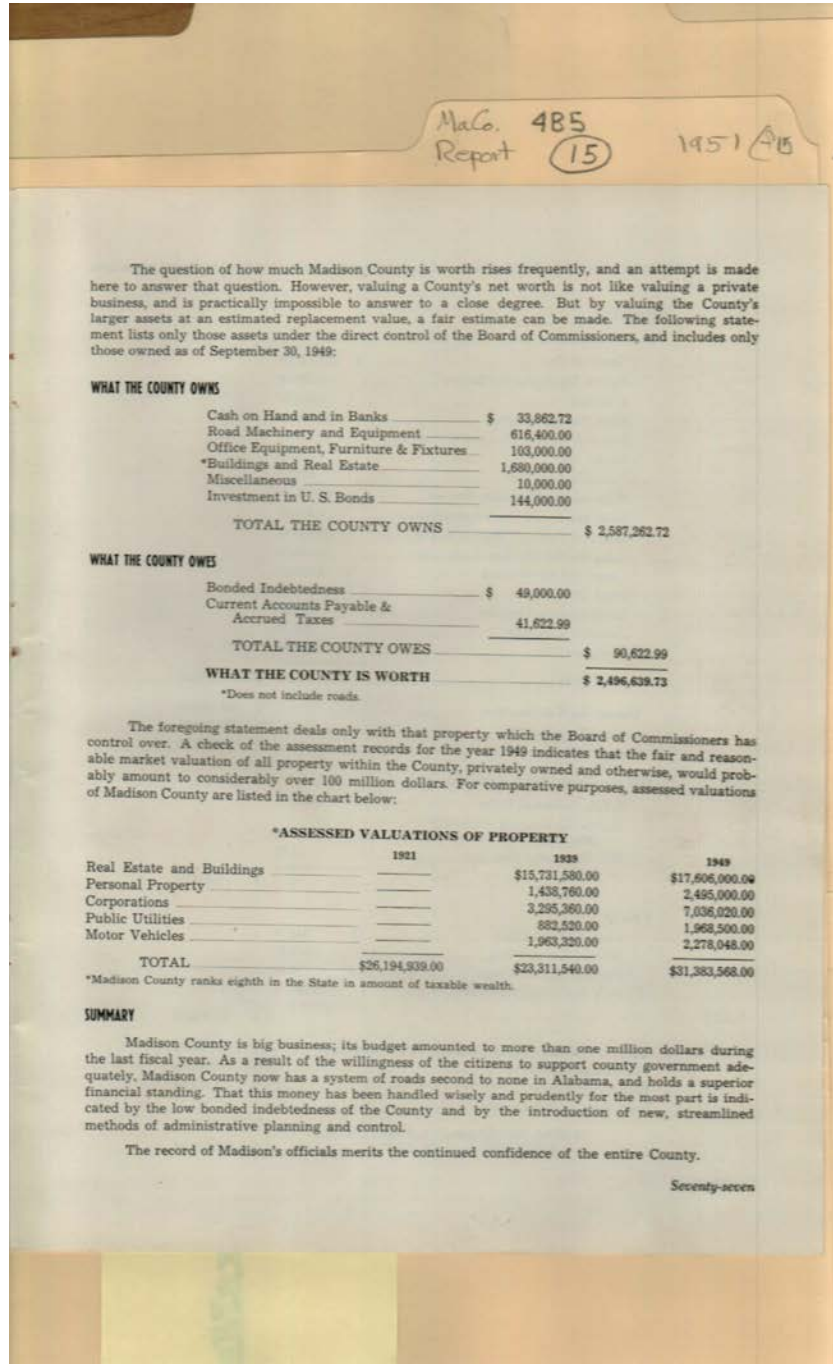 MaCo. 485
Report 15 1951
The question of how much Madison County is worth rises frequently, and an attempt is made
here to answer that question. However, valuing a County's net worth is not like valuing a private
business, and is practically impossible to answer to a close degree. But by valuing the County's
larger assets at an estimated replacement value, a fair estimate can be made. The following state-
ment lists only those assets under the direct control of the Board of Commissioners, and includes only
those owned as of September 30, 1949:
WHAT THE COUNTY OWNS
Cash on Hand and in Banks $ 33,862.72
Road Machinery and Equipment 616,400.00
Office Equipment, Furniture & Fixtures 103,000.00
*Buildings and Real Estate 1,680,000.00
Miscellaneous 10,000.00
Investment in U. S. Bonds 144,000.00
TOTAL THE COUNTY OWNS $ 2,587,262.72
WHAT THE COUNTY OWES
Bonded Indebtedness $ 49,000.00
Current Accounts Payable &
Accrued Taxes 41,622.99
TOTAL THE COUNTY OWES $ 90,622.99
WHAT THE COUNTY IS WORTH $ 2,496,639.73
*Does not include roads.
The foregoing statement deals only with that property which the Board of Commissioners has
control over. A check of the assessment records for the year 1949 indicates that the fair and reason-
able market valuation of all property within the County, privately owned and otherwise, would prob-
ably amount to considerably over 100 million dollars. For comparative purposes, assessed valuations
of Madison County are listed in the chart below:
*ASSESSED VALUATIONS OF PROPERTY
1921 1939 1949
Real Estate and Buildings $15,731,580.00 $17,606,000.00
Personal Property 1,438,760.00 2,495,000.00
Corporations 3,295,360.00 7,036,020.00
Public Utilities 882,520.00 1,968,500.00
Motor Vehicles 1,963,320.00 2,278,048.00
TOTAL $26,194,939.00 $23,311,540.00 $31,383,568.00
*Madison County ranks eighth in the State in amount of taxable wealth.
SUMMARY
Madison County is big business; its budget amounted to more than one million dollars during
the last fiscal year. As a result of the willingness of the citizens to support county government ade-
quately, Madison County now has a system of roads second to none in Alabama, and holds a superior
financial standing. That this money has been handled wisely and prudently for the most part is indi-
cated by the low bonded indebtedness of the County and by the introduction of new, streamlined
methods of administrative planning and control.
The record of Madison's officials merits the continued confidence of the entire County.
Seventy-seven